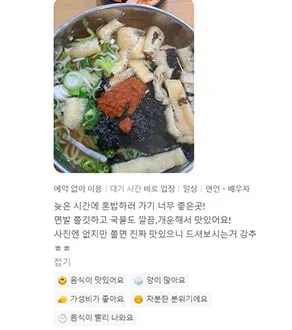 예약 없이 이용 | 대기 시간 바로 입장 | 일상 | 연인・배우자
늦은 시간에 혼밥하러 가기 너무 좋은곳!
면발 쫄깃하고 국물도 깔끔,개운해서 맛있어요!
사진엔 없지만 쫄면 진짜 맛있으니 드셔보시는거 강추
ㅎㅎ
접기
음식이 맛있어요 양이 많아요
가성비가 좋아요 차분한 분위기에요
음식이 빨리 나와요